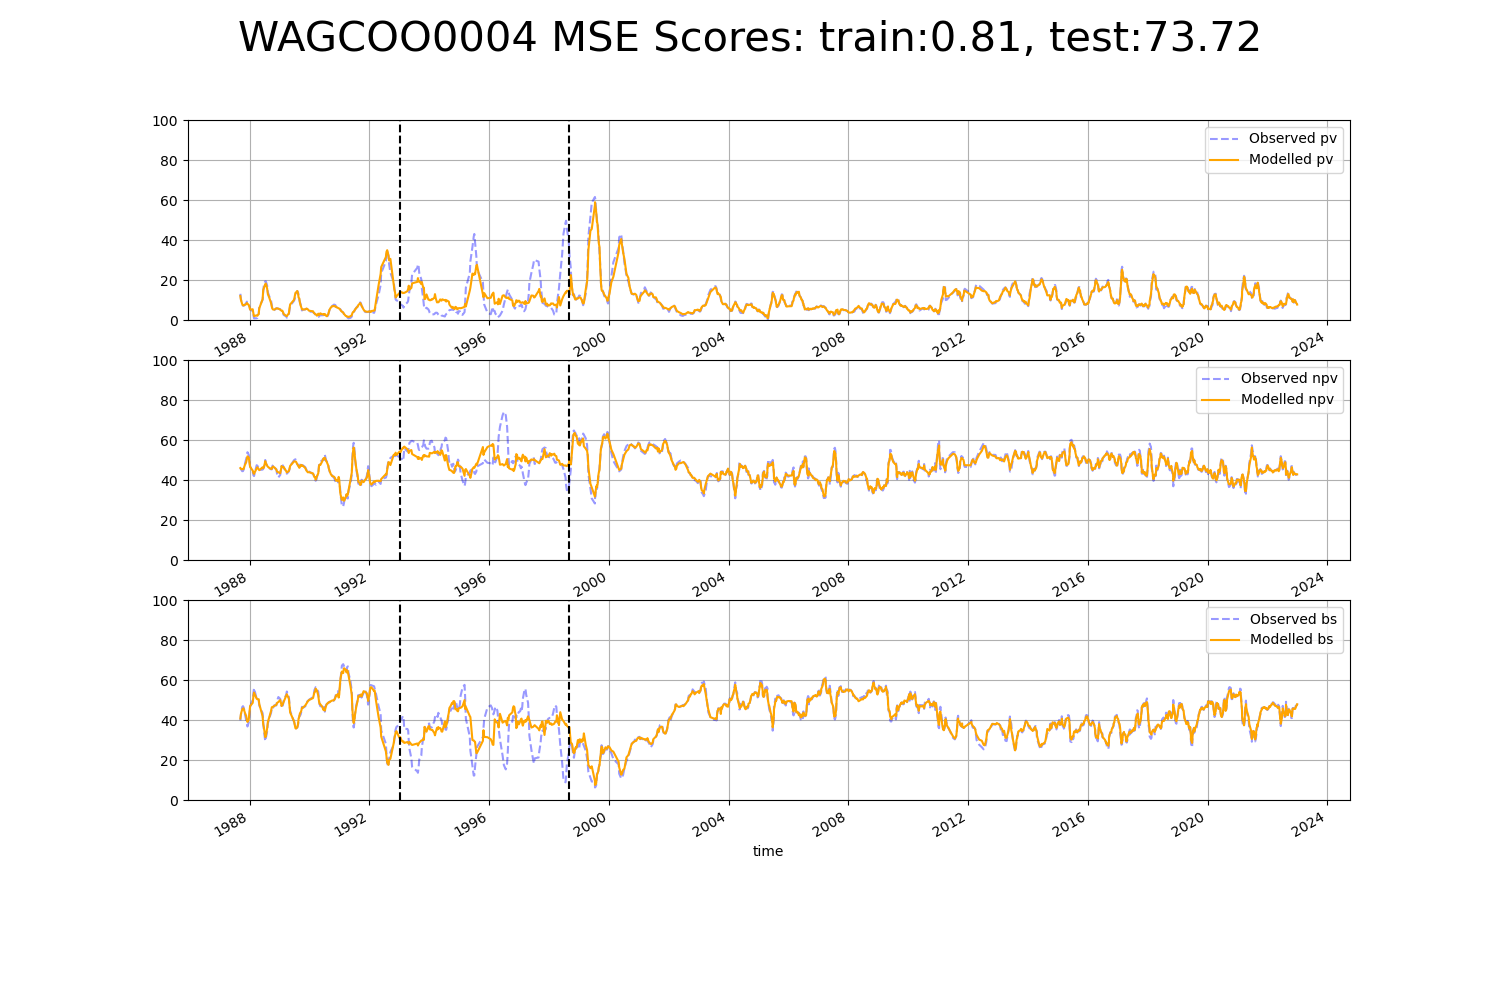 WAGCOO0004 MSE Scores: train:0.81, test:73.72
100
80
60
40
20
0
Observed pv
Modelled pv
1988 1992 1996 2000 2004 2008 2012 2016 2020 2024
100
80
60
40
20
0
Observed npv
Modelled npv
1988 1992 1996 2000 2004 2008 2012 2016 2020 2024
100
80
60
40
20
0
Observed bs
Modelled bs
1988 1992 1996 2000 2004 2008 2012 2016 2020 2024
time